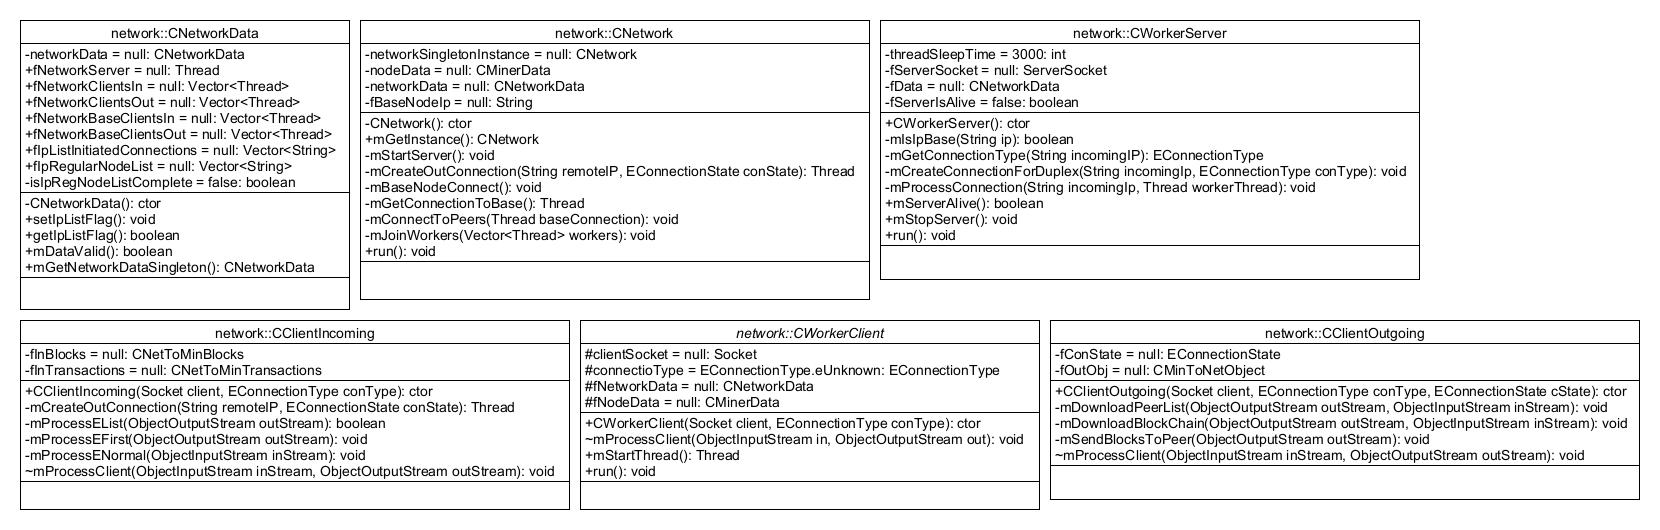 network::CNetworkData
-networkData = null: CNetworkData
+fNetworkServer = null: Thread
+fNetworkClientsIn = null: Vector<Thread>
+fNetworkClientsOut = null: Vector<Thread>
+fNetworkBaseClientsIn = null: Vector<Thread>
+fNetworkBaseClientsOut = null: Vector<Thread>
+fIpListInitiatedConnections = null: Vector<String>
+fIpRegularNodeList = null: Vector<String>
-isIpRegNodeListComplete = false: boolean
-CNetworkData(): ctor
+setIpListFlag(): void
+getIpListFlag(): boolean
+mDataValid(): boolean
+mGetNetworkDataSingleton(): CNetworkData
network::CNetwork
-networkSingletonInstance = null: CNetwork
-nodeData = null: CMinerData
-networkData = null: CNetworkData
-fBaseNodeIp = null: String
-CNetwork(): ctor
+mGetInstance(): CNetwork
-mStartServer(): void
-mCreateOutConnection(String remoteIP, EConnectionState conState): Thread
-mBaseNodeConnect(): void
-mGetConnectionToBase(): Thread
-mConnectToPeers(Thread baseConnection): void
-mJoinWorkers(Vector<Thread> workers): void
+run(): void
network::CWorkerServer
-threadSleepTime = 3000: int
-fServerSocket = null: ServerSocket
-fData = null: CNetworkData
-fServerIsAlive = false: boolean
+CWorkerServer(): ctor
-mIsIpBase(String ip): boolean
-mGetConnectionType(String incomingIP): EConnectionType
-mCreateConnectionForDuplex(String incomingIp, EConnectionType conType): void
-mProcessConnection(String incomingIp, Thread workerThread): void
+mServerAlive(): boolean
+mStopServer(): void
+run(): void
network::CClientIncoming
-fInBlocks = null: CNetToMinBlocks
-fInTransactions = null: CNetToMinTransactions
+CClientIncoming(Socket client, EConnectionType conType): ctor
-mCreateOutConnection(String remoteIP, EConnectionState conState): Thread
-mProcessEList(ObjectOutputStream outStream): boolean
-mProcessEFirst(ObjectOutputStream outStream): void
-mProcessENormal(ObjectInputStream inStream): void
~mProcessClient(ObjectInputStream inStream, ObjectOutputStream outStream): void
network::CWorkerClient
#clientSocket = null: Socket
#connectioType = EConnectionType.eUnknown: EConnectionType
#fNetworkData = null: CNetworkData
#fNodeData = null: CMinerData
+CWorkerClient(Socket client, EConnectionType conType): ctor
~mProcessClient(ObjectInputStream in, ObjectOutputStream out): void
+mStartThread(): Thread
+run(): void
network::CClientOutgoing
-fConState = null: EConnectionState
-fOutObj = null: CMinToNetObject
+CClientOutgoing(Socket client, EConnectionType conType, EConnectionState cState): ctor
-mDownloadPeerList(ObjectOutputStream outStream, ObjectInputStream inStream): void
-mDownloadBlockChain(ObjectOutputStream outStream, ObjectInputStream inStream): void
-mSendBlocksToPeer(ObjectOutputStream outStream): void
~mProcessClient(ObjectInputStream inStream, ObjectOutputStream outStream): void